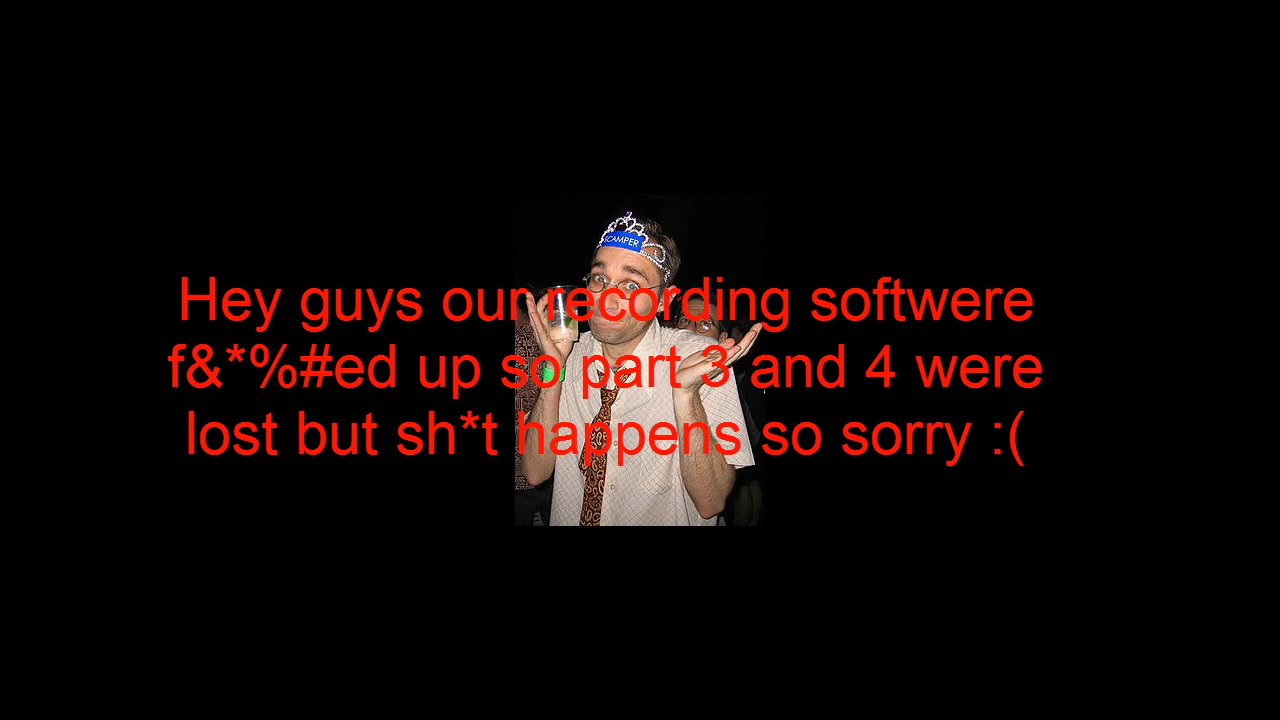 SCAMPER
Hey guys our recording softwere
f&*%#ed up so part 3 and 4 were
lost but sh*t happens so sorry :(